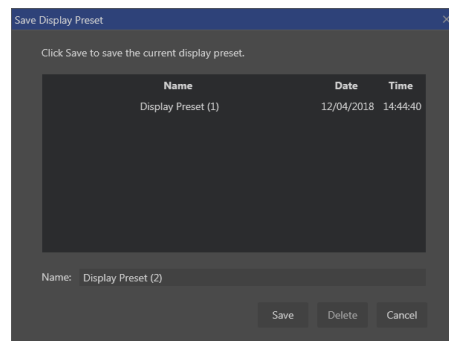 Save Display Preset
Click Save to save the current display preset.
Name Date Time
Display Preset (1) 12/04/2018 14:44:40
Name: Display Preset (2)
Save Delete Cancel